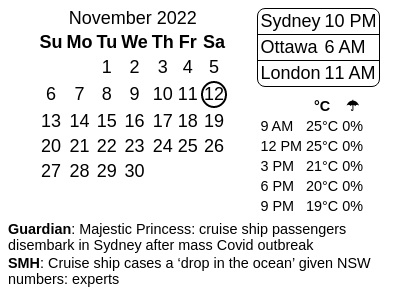 November 2022
Su Mo Tu We Th Fr Sa
1 2 3 4 5
6 7 8 9 10 11 12
13 14 15 16 17 18 19
20 21 22 23 24 25 26
27 28 29 30
Sydney 10 PM
Ottawa 6 AM
London 11 AM
°C ☂
9 AM 25°C 0%
12 PM 25°C 0%
3 PM 21°C 0%
6 PM 20°C 0%
9 PM 19°C 0%
Guardian: Majestic Princess: cruise ship passengers
disembark in Sydney after mass Covid outbreak
SMH: Cruise ship cases a ‘drop in the ocean’ given NSW
numbers: experts